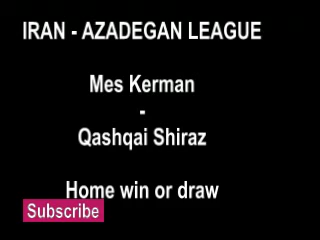 IRAN - AZADEGAN LEAGUE
Mes Kerman
-
Qashqai Shiraz
Home win or draw
Subscribe